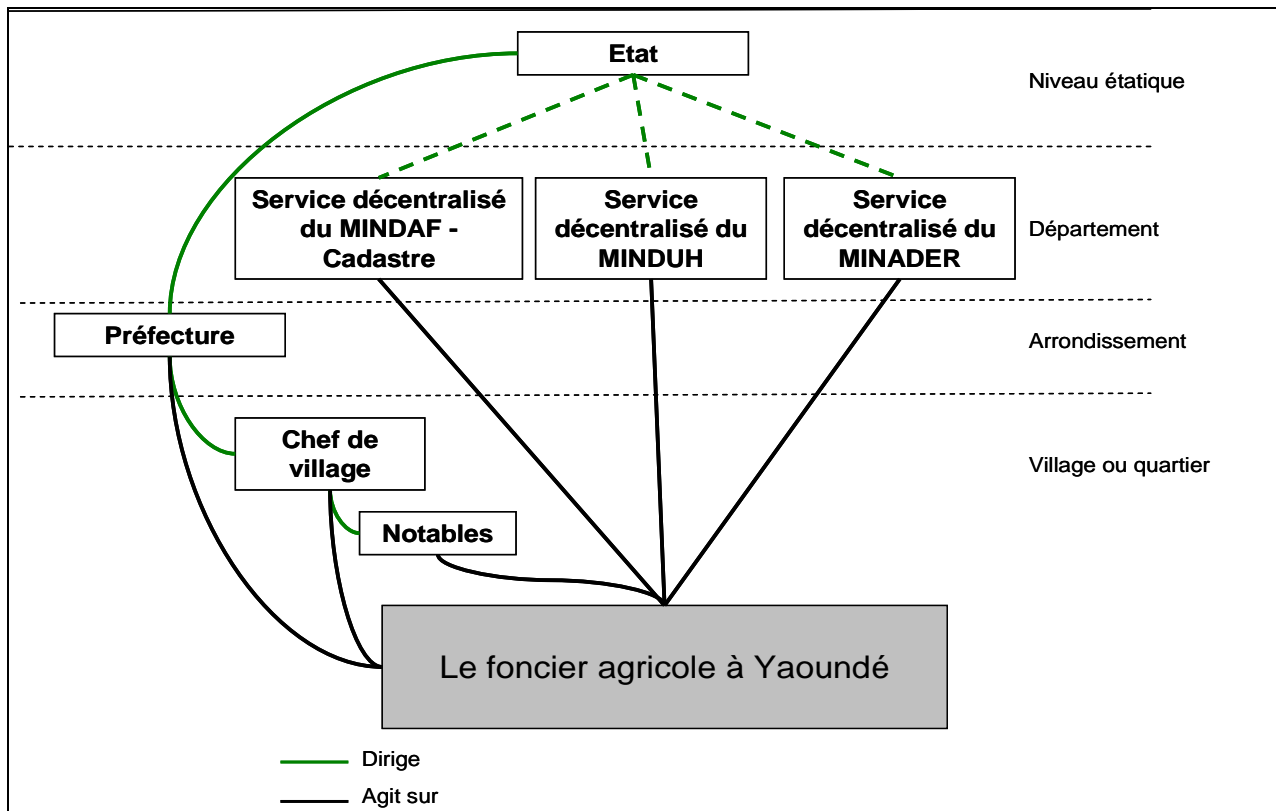 Etat
Niveau étatique
Service décentralisé
du MINDAF -
Cadastre
Service
décentralisé du
MINDUH
Service
décentralisé du
MINADER
Département
Préfecture
Arrondissement
Chef de
village
Village ou quartier
Notables
Le foncier agricole à Yaoundé
Dirige
Agit sur